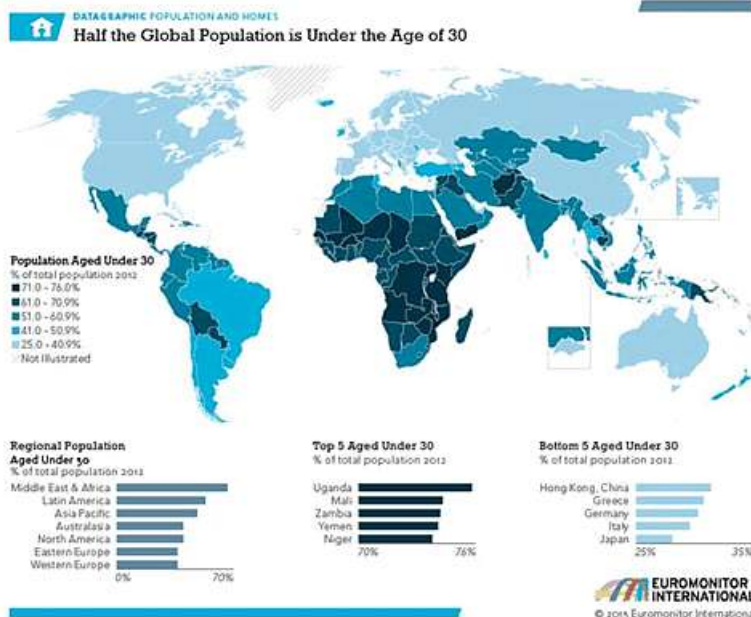 DATAGRAPHIC POPULATION AND HOMES
Half the Global Population is Under the Age of 30
Population Aged Under 30
% of total population 2012
71.0 - 76.0%
61.0 - 70.9%
51.0 - 60.9%
41.0 - 50.9%
25.0 - 40.9%
Not Illustrated
Regional Population
Aged Under 30
% of total population 2012
Middle East & Africa
Latin America
Asia Pacific
Australasia
North America
Eastern Europe
Western Europe
0% 70%
Top 5 Aged Under 30
% of total population 2012
Uganda
Mali
Zambia
Yemen
Niger
70% 76%
Bottom 5 Aged Under 30
% of total population 2012
Hong Kong, China
Greece
Germany
Italy
Japan
25% 35%
EUROMONITOR
INTERNATIONAL
© 2015 Euromonitor International